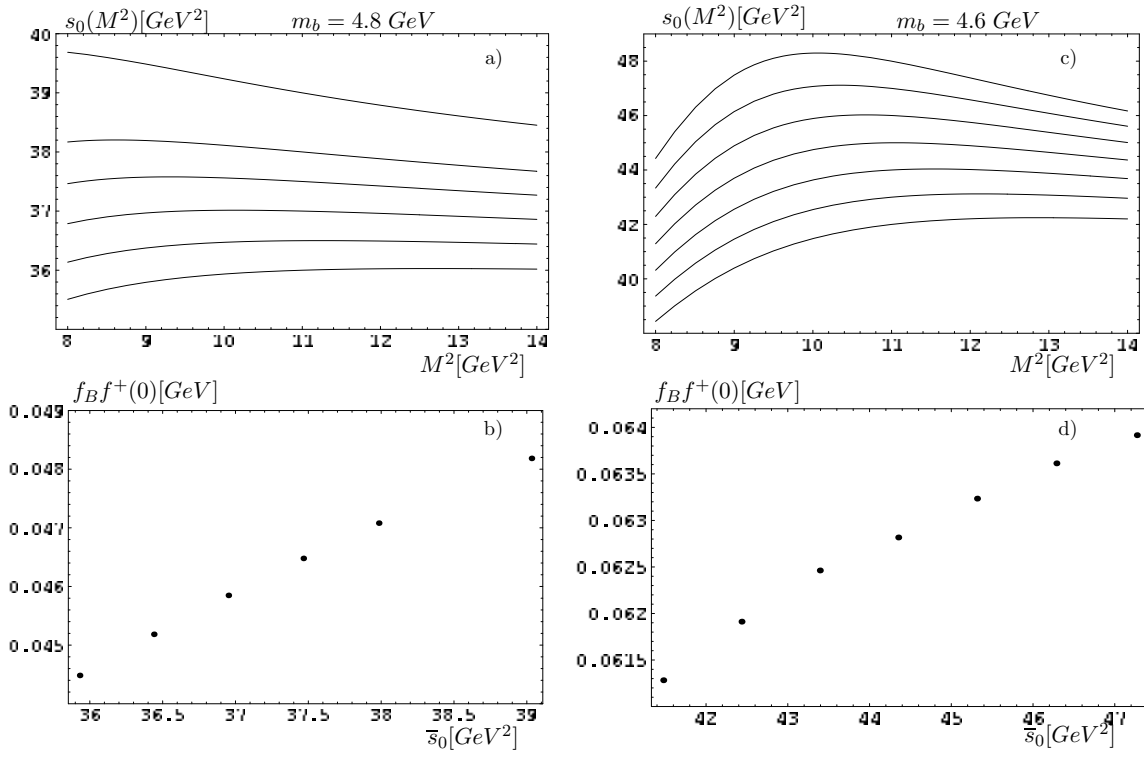 s₀(M²)[GeV²] m_b = 4.8 GeV
40
39
38
37
36
a)
8 9 10 11 12 13 14
M²[GeV²]
s₀(M²)[GeV²] m_b = 4.6 GeV
48
46
44
42
40
c)
8 9 10 11 12 13 14
M²[GeV²]
f_B f⁺(0)[GeV]
0.049
0.048
0.047
0.046
0.045
b)
36 36.5 37 37.5 38 38.5 39
s̅₀[GeV²]
f_B f⁺(0)[GeV]
0.064
0.0635
0.063
0.0625
0.062
0.0615
d)
42 43 44 45 46 47
s̅₀[GeV²]